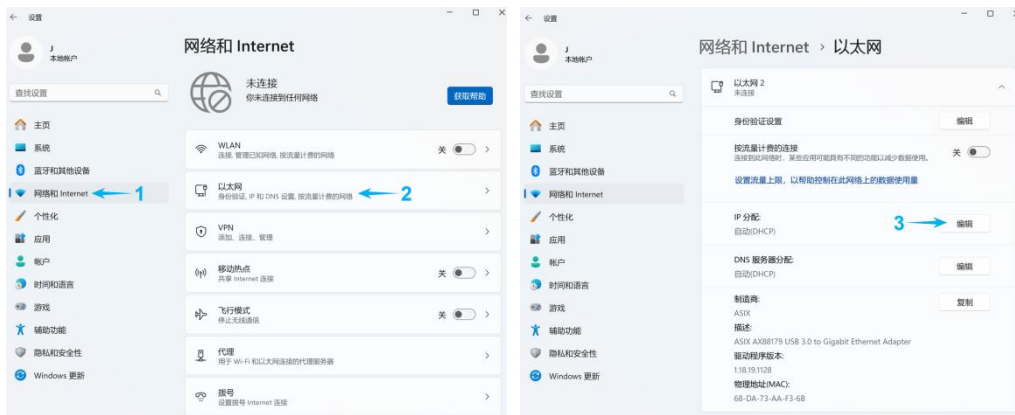 ← 设置
J
本地帐户
查找设置
主页
系统
蓝牙和其他设备
网络和 Internet
1
个性化
应用
帐户
时间和语言
游戏
辅助功能
隐私和安全性
Windows 更新
网络和 Internet
未连接
你未连接到任何网络
获取帮助
WLAN
连接, 管理已知网络, 按流量计费的网络
关
以太网
身份验证, IP 和 DNS 设置, 按流量计费的网络
2
VPN
添加、连接、管理
移动热点
共享 Internet 连接
关
飞行模式
停止无线通信
关
代理
用于 Wi-Fi 和以太网连接的代理服务器
拨号
设置拨号 Internet 连接
← 设置
J
本地帐户
查找设置
主页
系统
蓝牙和其他设备
网络和 Internet
个性化
应用
帐户
时间和语言
游戏
辅助功能
隐私和安全性
Windows 更新
网络和 Internet › 以太网
以太网 2
未连接
身份验证设置
编辑
按流量计费的连接
连接到此网络时，某些应用可能具有不同的功能以减少数据使用。
关
设置流量上限，以帮助控制在此网络上的数据使用量
IP 分配:
自动(DHCP)
3
编辑
DNS 服务器分配:
自动(DHCP)
编辑
制造商:
ASIX
复制
描述:
ASIX AX88179 USB 3.0 to Gigabit Ethernet Adapter
驱动程序版本:
1.18.19.1128
物理地址(MAC):
68-DA-73-AA-F3-6B